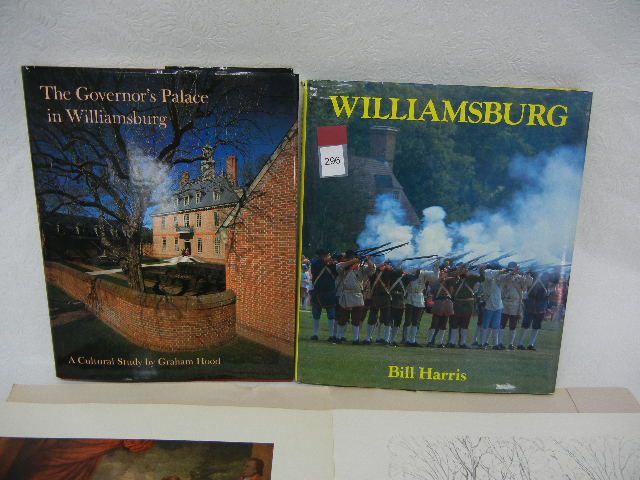 The Governor's Palace
in Williamsburg
A Cultural Study by Graham Hood
WILLIAMSBURG
296
Bill Harris